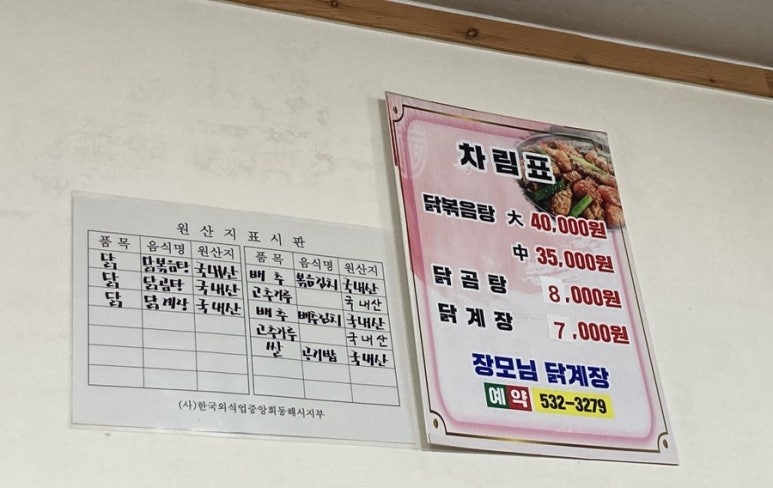 원산지표시판
품목 음식명 원산지 품목 음식명 원산지
닭 닭볶음탕 국내산 배추 볶음김치 국내산
닭 닭곰탕 국내산 고추가루 국내산
닭 닭계장 국내산 배추 배추김치 국내산
고추가루 국내산
쌀 공기밥 국내산
(사)한국외식업중앙회동해시지부
차림표
닭볶음탕 大 40,000원
中 35,000원
닭곰탕 8,000원
닭계장 7,000원
장모님 닭계장
예약 532-3279